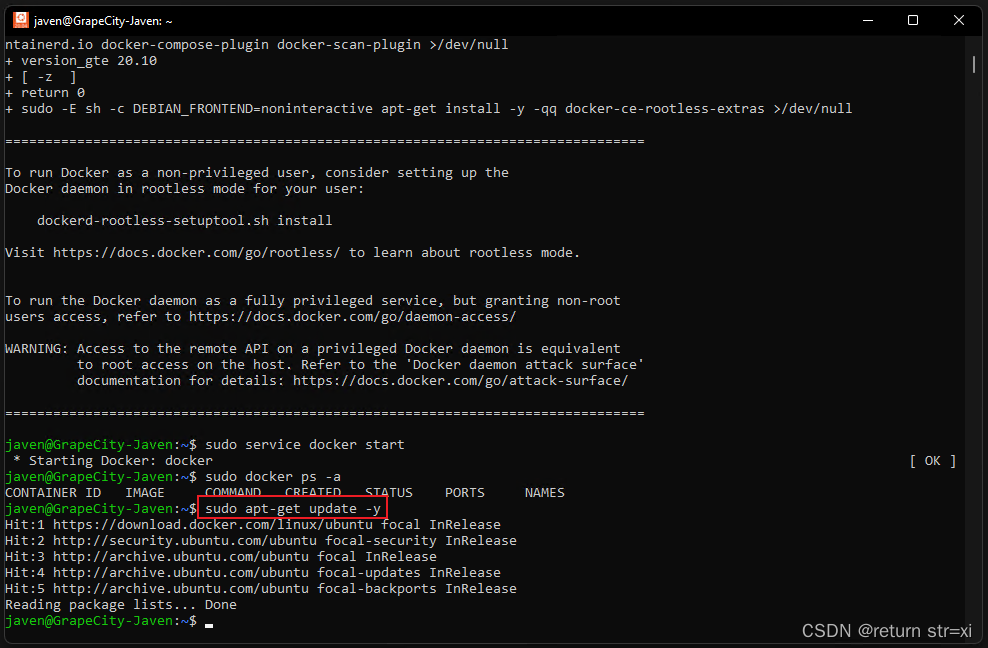 javen@GrapeCity-Javen: ~
ntainerd.io docker-compose-plugin docker-scan-plugin >/dev/null
+ version_gte 20.10
+ [ -z  ]
+ return 0
+ sudo -E sh -c DEBIAN_FRONTEND=noninteractive apt-get install -y -qq docker-ce-rootless-extras >/dev/null
================================================================================
To run Docker as a non-privileged user, consider setting up the
Docker daemon in rootless mode for your user:
    dockerd-rootless-setuptool.sh install
Visit https://docs.docker.com/go/rootless/ to learn about rootless mode.
To run the Docker daemon as a fully privileged service, but granting non-root
users access, refer to https://docs.docker.com/go/daemon-access/
WARNING: Access to the remote API on a privileged Docker daemon is equivalent
         to root access on the host. Refer to the 'Docker daemon attack surface'
         documentation for details: https://docs.docker.com/go/attack-surface/
================================================================================
javen@GrapeCity-Javen:~$ sudo service docker start
 * Starting Docker: docker [ OK ]
javen@GrapeCity-Javen:~$ sudo docker ps -a
CONTAINER ID   IMAGE     COMMAND   CREATED   STATUS    PORTS     NAMES
javen@GrapeCity-Javen:~$ sudo apt-get update -y
Hit:1 https://download.docker.com/linux/ubuntu focal InRelease
Hit:2 http://security.ubuntu.com/ubuntu focal-security InRelease
Hit:3 http://archive.ubuntu.com/ubuntu focal InRelease
Hit:4 http://archive.ubuntu.com/ubuntu focal-updates InRelease
Hit:5 http://archive.ubuntu.com/ubuntu focal-backports InRelease
Reading package lists... Done
javen@GrapeCity-Javen:~$
CSDN @return str=xi